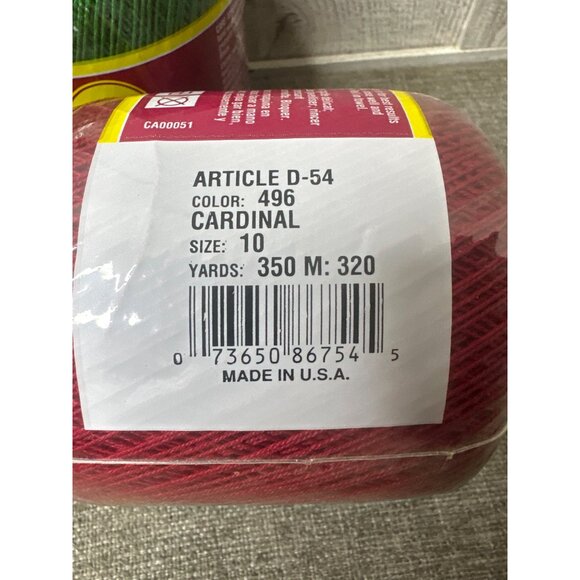 CA00051
ARTICLE D-54
COLOR: 496
CARDINAL
SIZE: 10
YARDS: 350 M: 320
0 73650 86754 5
MADE IN U.S.A.